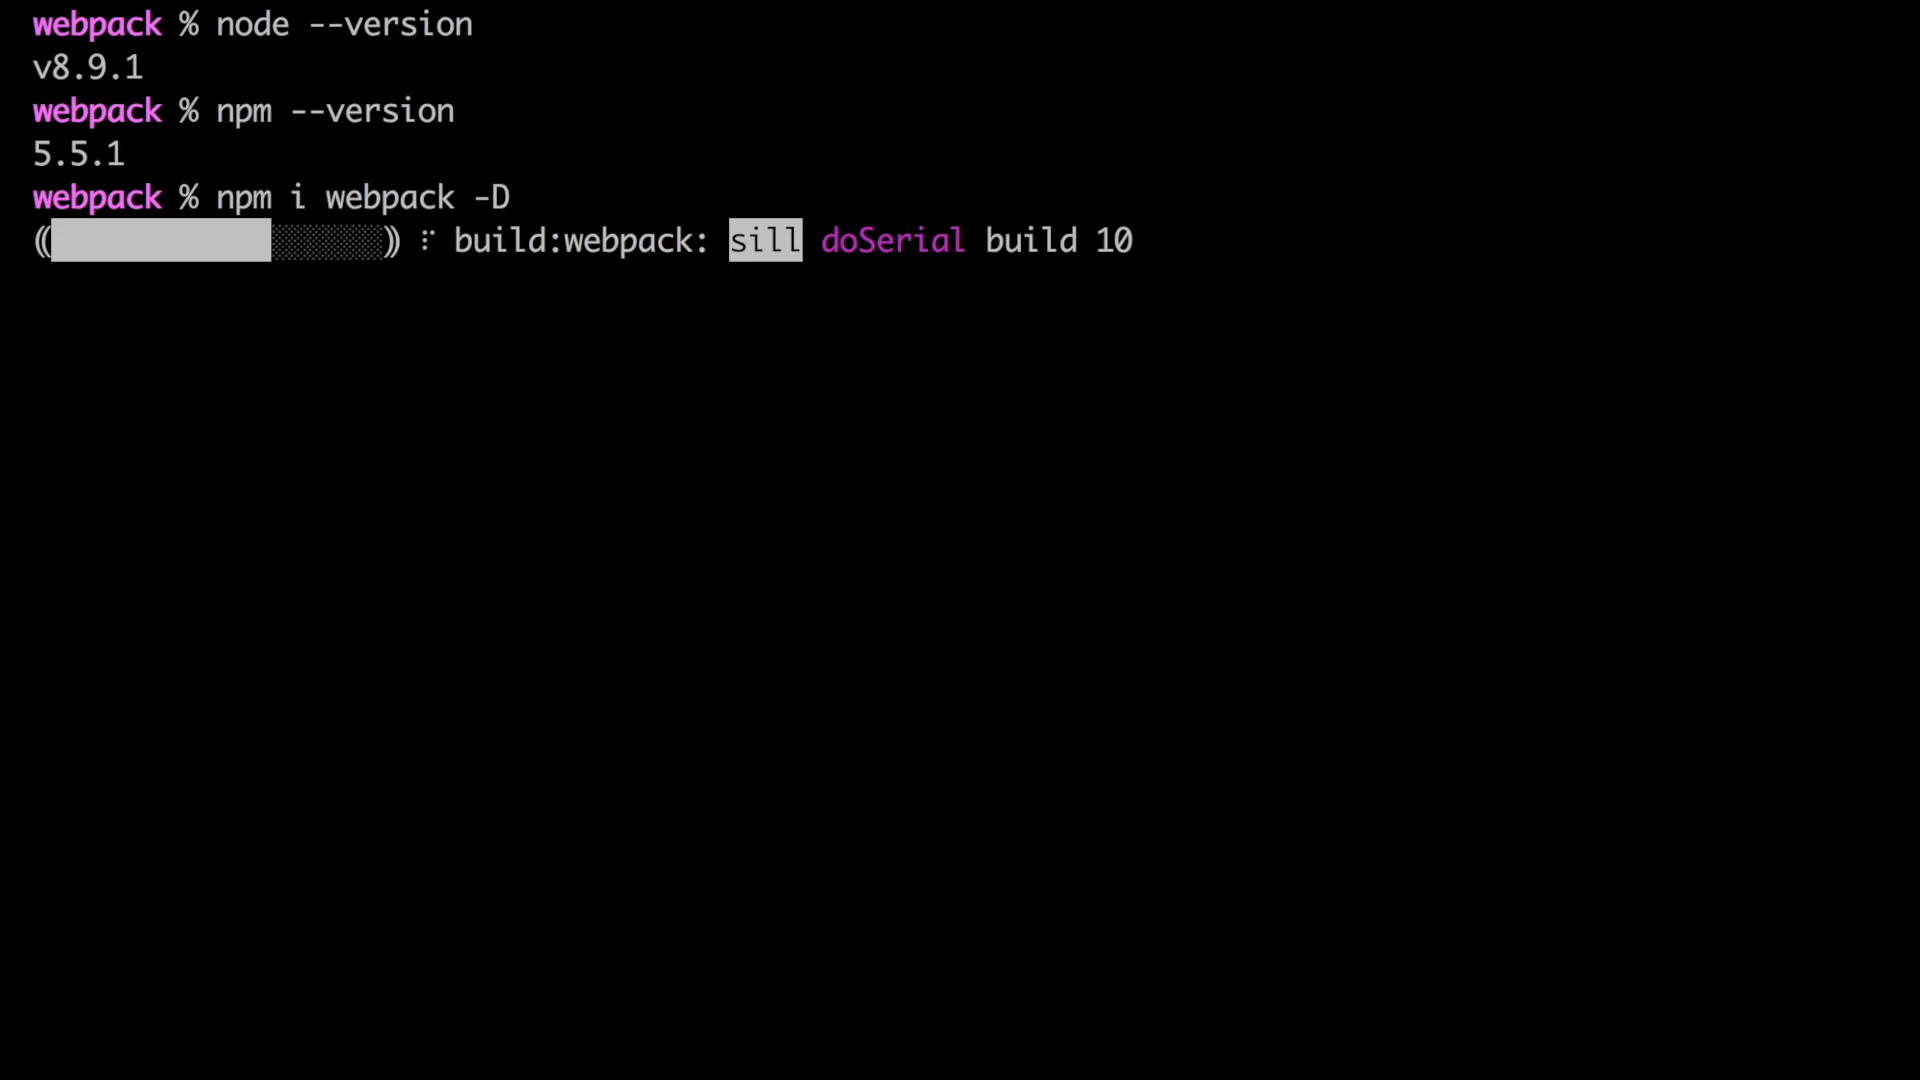 webpack % node --version
v8.9.1
webpack % npm --version
5.5.1
webpack % npm i webpack -D
(██████████░░░░░░) ⠏ build:webpack: sill doSerial build 10